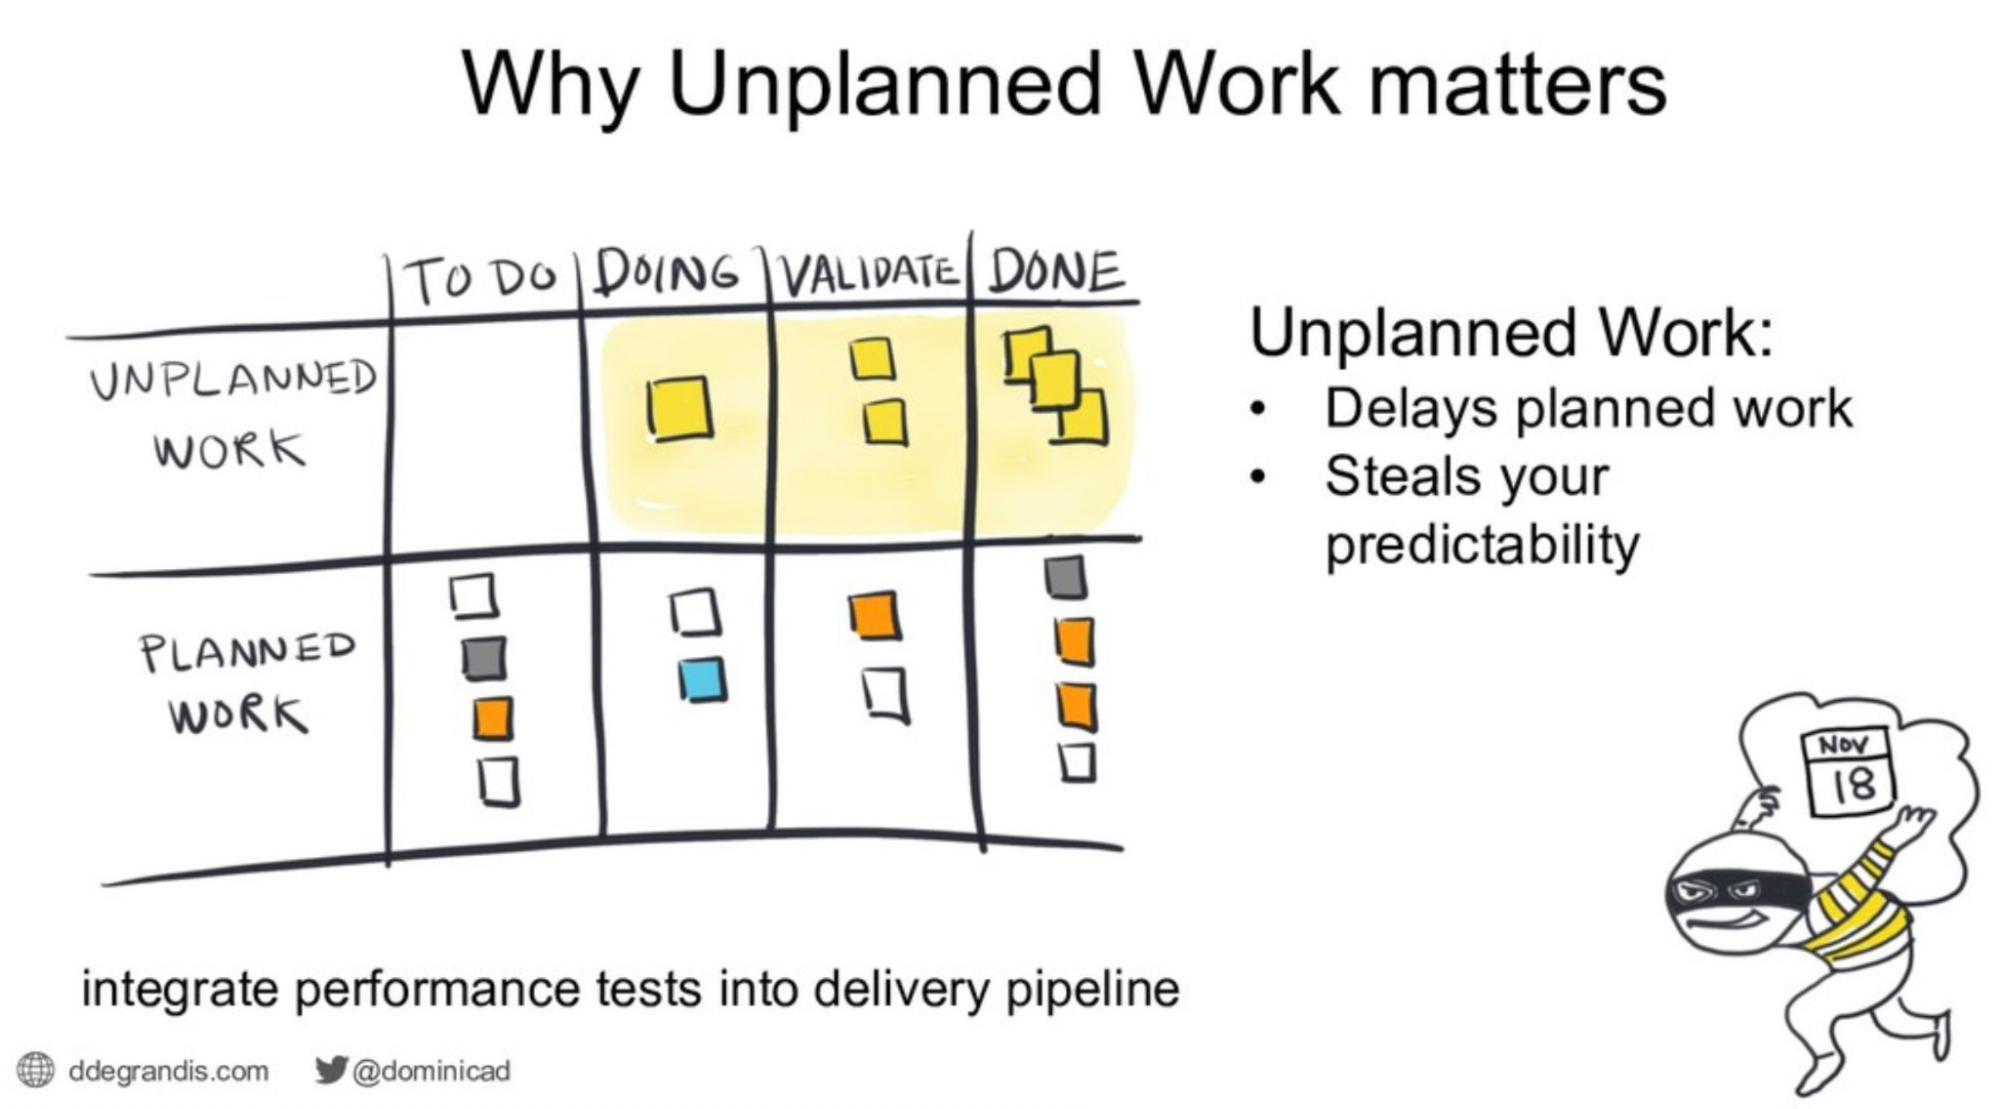 Why Unplanned Work matters
TO DO DOING VALIDATE DONE
UNPLANNED
WORK
PLANNED
WORK
Unplanned Work:
• Delays planned work
• Steals your
predictability
NOV
18
integrate performance tests into delivery pipeline
ddegrandis.com @dominicad